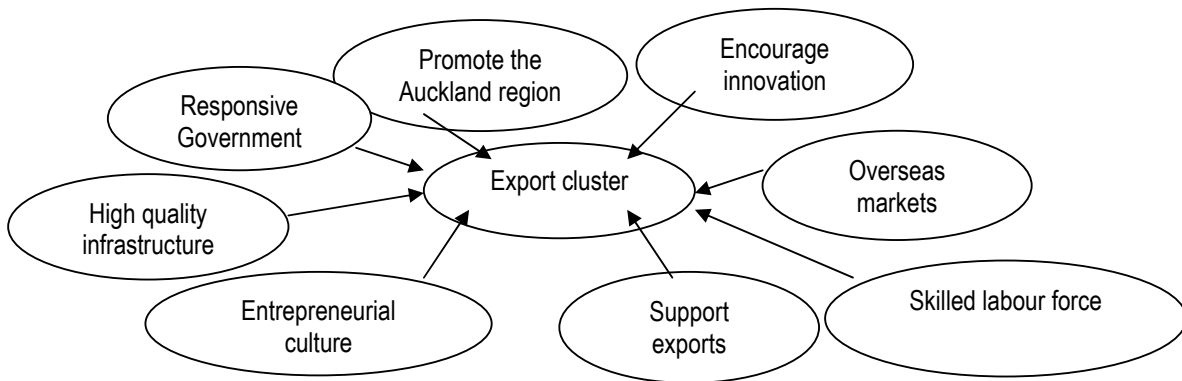 Promote the
Auckland region
Encourage
innovation
Responsive
Government
Export cluster
Overseas
markets
High quality
infrastructure
Entrepreneurial
culture
Support
exports
Skilled labour force